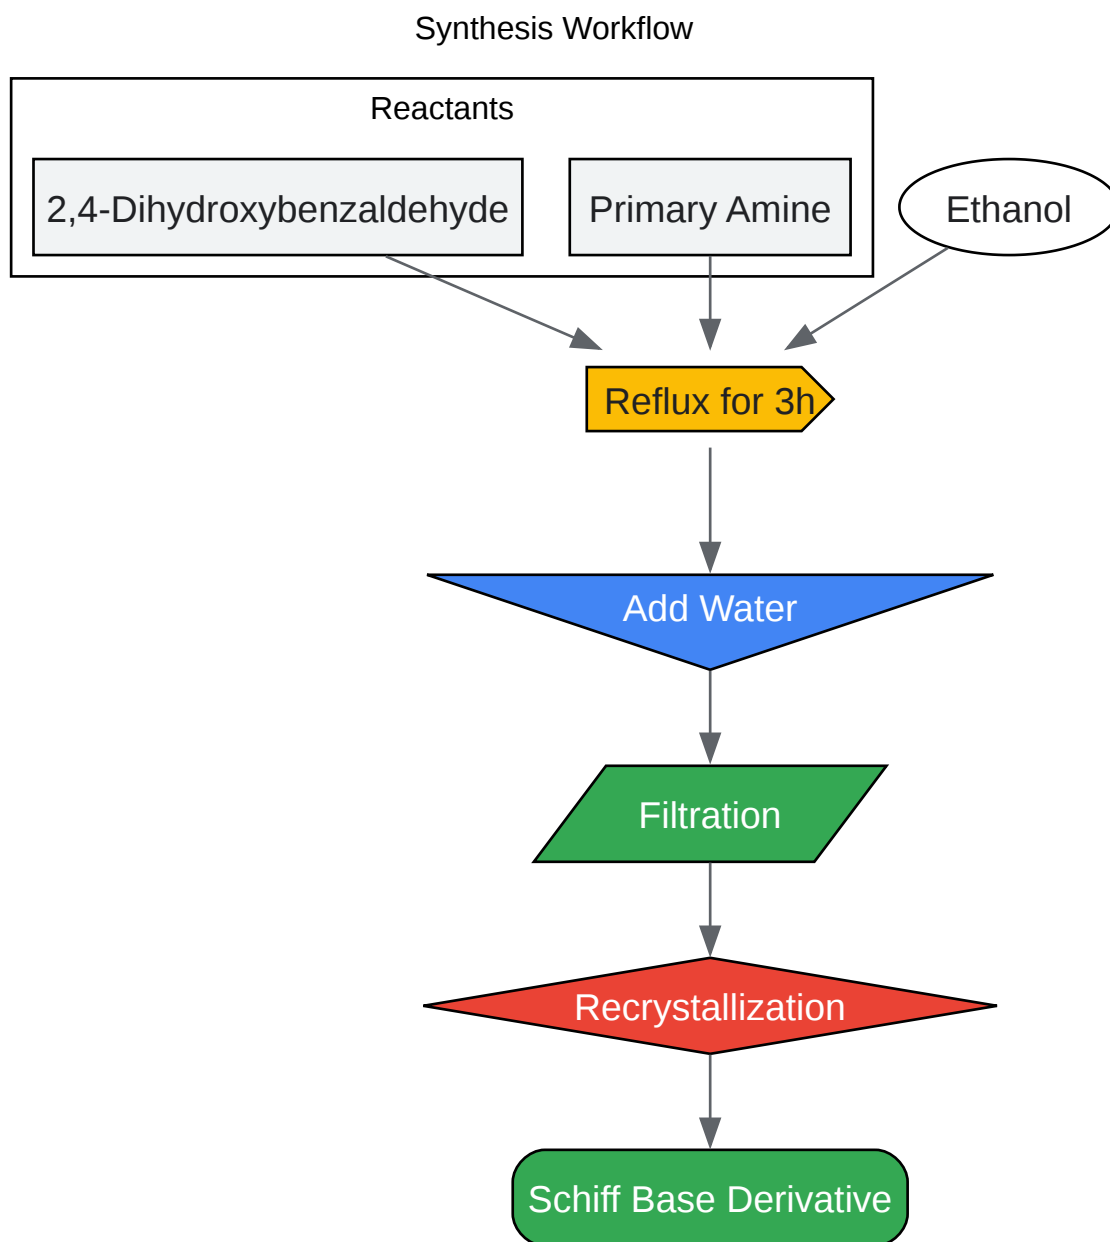 Synthesis Workflow
Reactants
2,4-Dihydroxybenzaldehyde
Primary Amine
Ethanol
Reflux for 3h
Add Water
Filtration
Recrystallization
Schiff Base Derivative